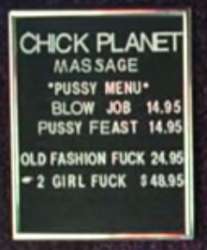 CHICK PLANET
MASSAGE
"PUSSY MENU"
BLOW JOB 14.95
PUSSY FEAST 14.95
OLD FASHION FUCK 24.95
2 GIRL FUCK $48.95